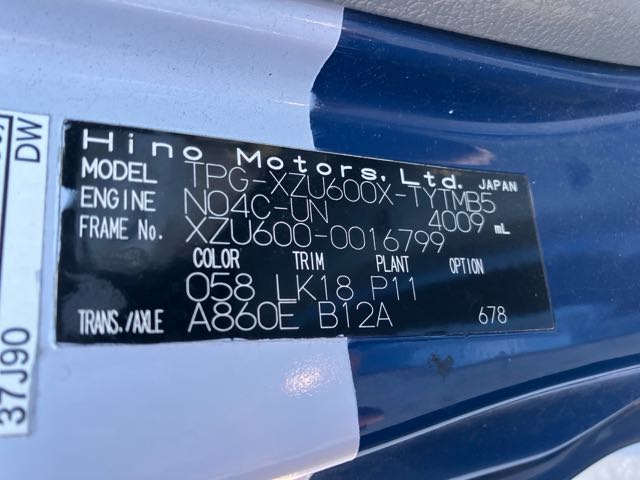 Hino Motors, Ltd. JAPAN
MODEL TPG-XZU600X-TYTMB5
ENGINE N04C-UN 4009 mL
FRAME No. XZU600-0016799
COLOR TRIM PLANT OPTION
058 LK18 P11
TRANS./AXLE A860E B12A 678
DW
37J90